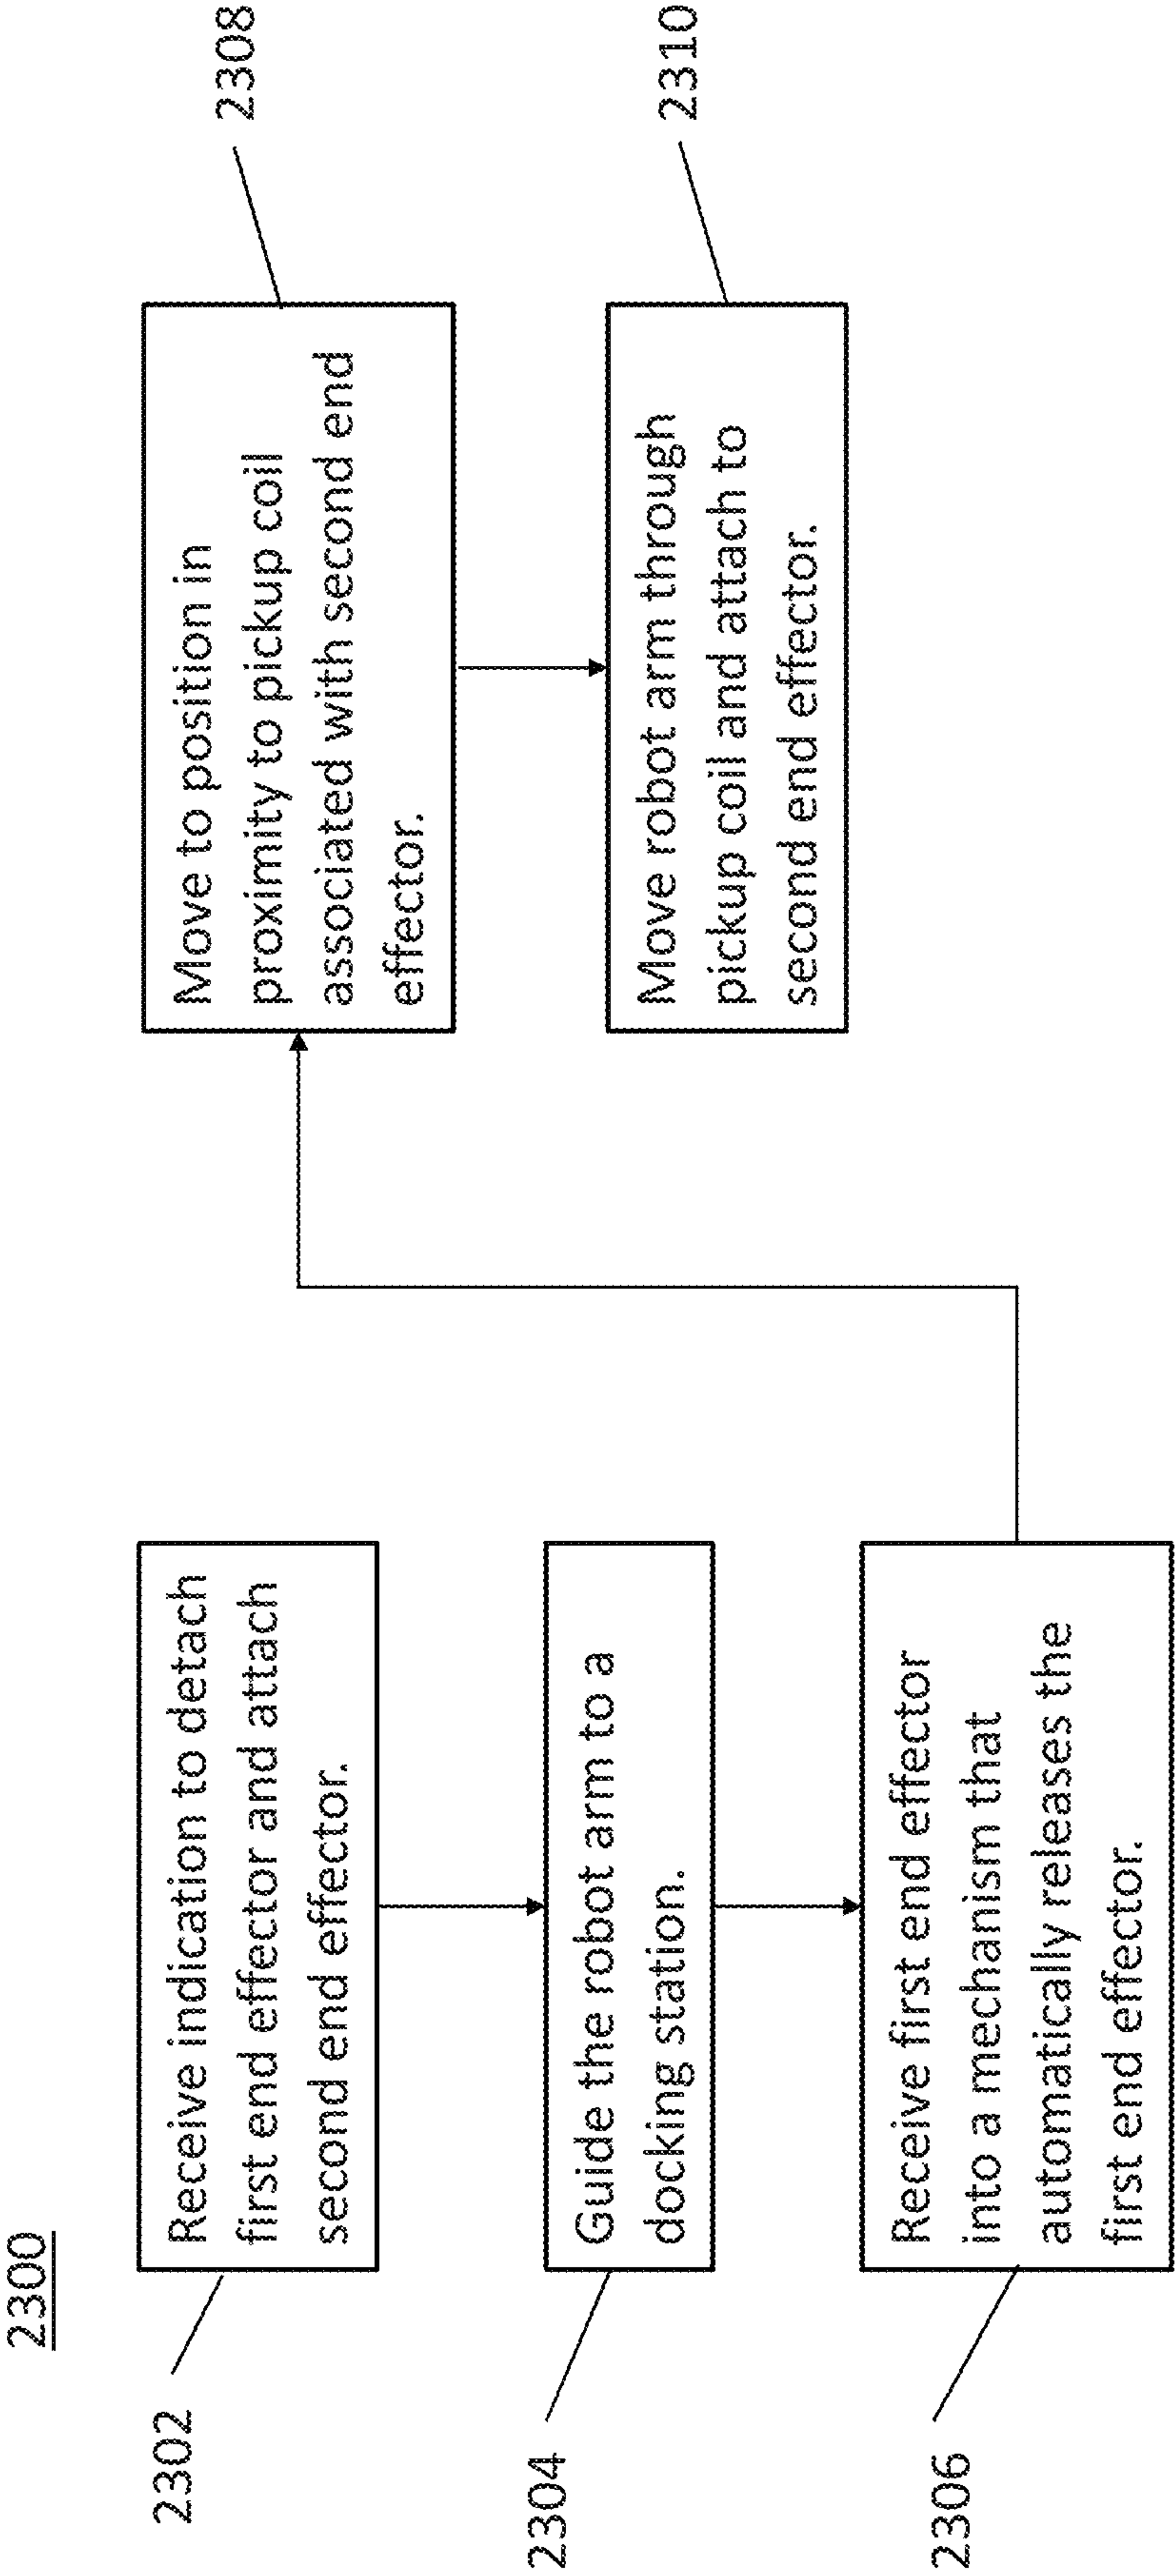 2300
2302
Receive indication to detach
first end effector and attach
second end effector.
2304
Guide the robot arm to a
docking station.
2306
Receive first end effector
into a mechanism that
automatically releases the
first end effector.
2308
Move to position in
proximity to pickup coil
associated with second end
effector.
2310
Move robot arm through
pickup coil and attach to
second end effector.